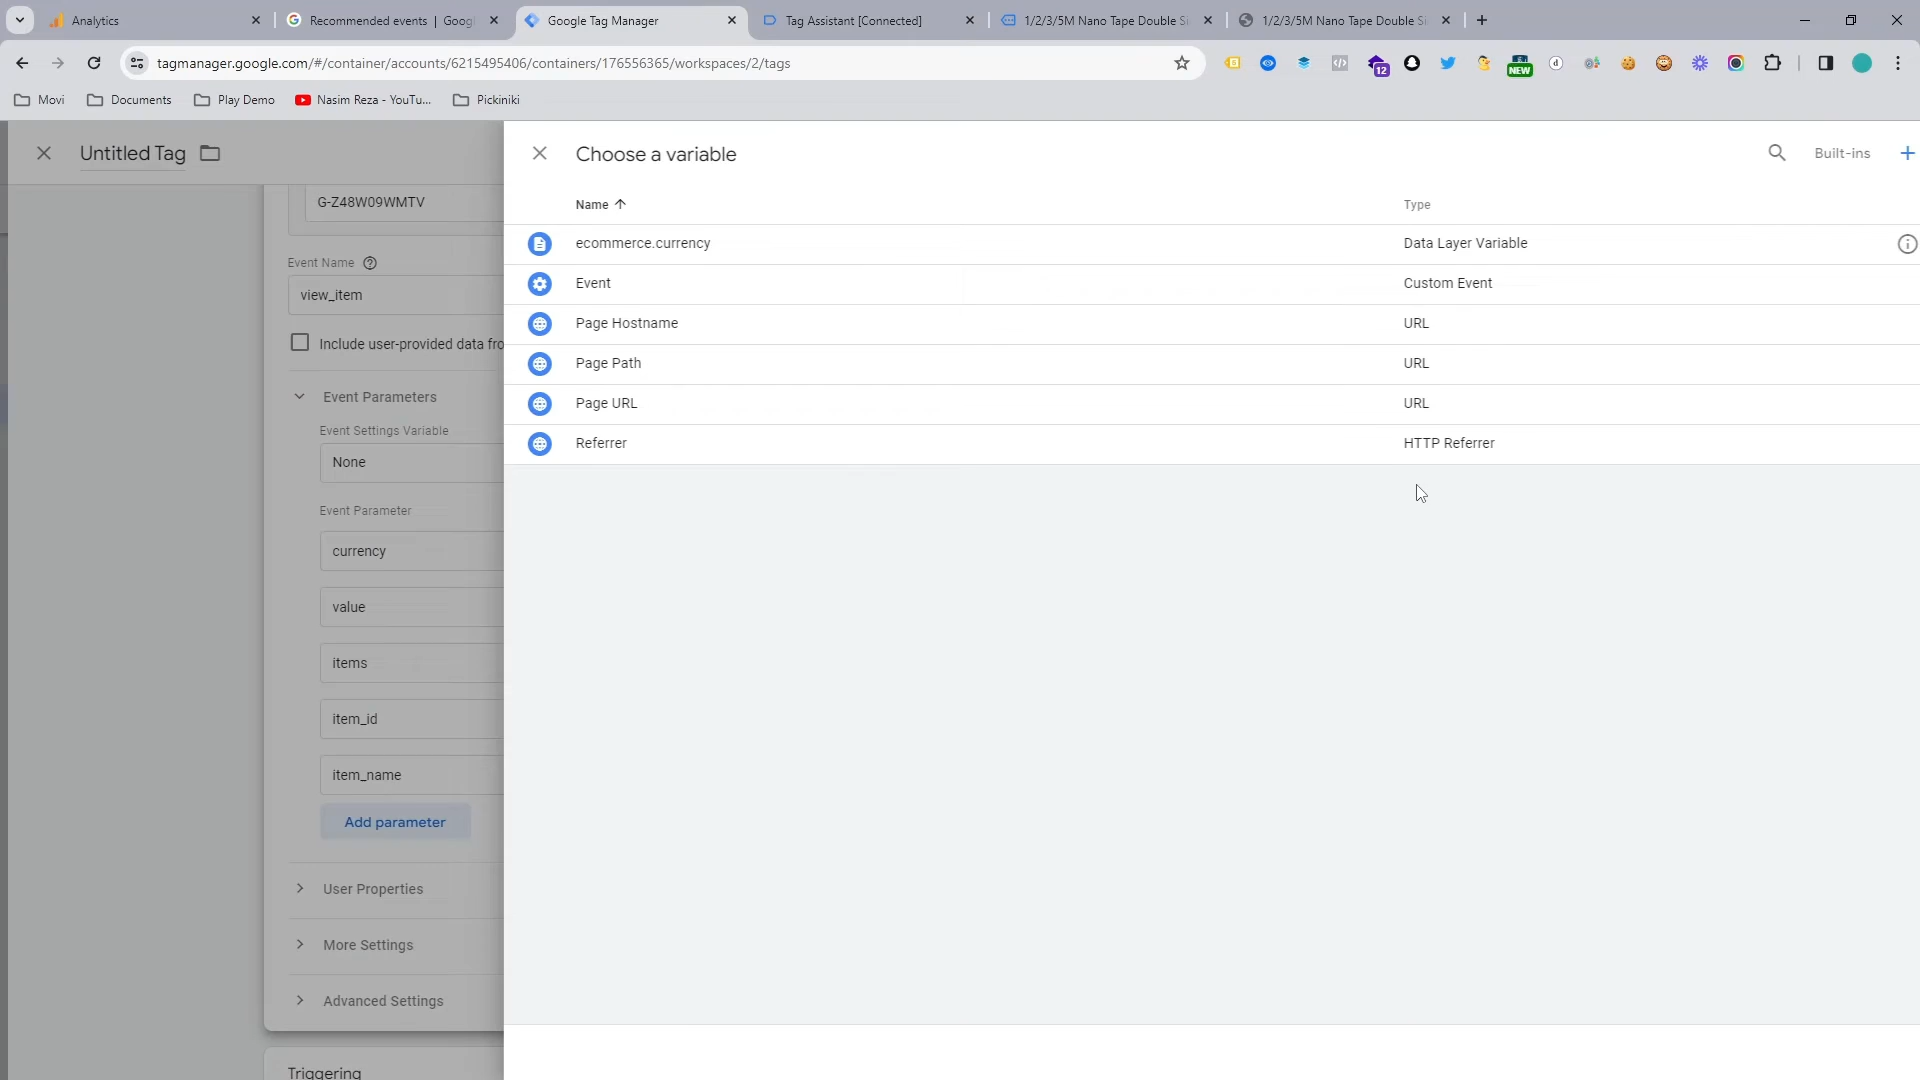 Analytics
Recommended events | Googl
Google Tag Manager
Tag Assistant [Connected]
1/2/3/5M Nano Tape Double Si
1/2/3/5M Nano Tape Double Si
tagmanager.google.com/#/container/accounts/6215495406/containers/176556365/workspaces/2/tags
12
NEW
Movi
Documents
Play Demo
Nasim Reza - YouTu...
Pickiniki
Untitled Tag
Choose a variable
Built-ins
G-Z48W09WMTV
Name
Type
ecommerce.currency
Data Layer Variable
Event Name
view_item
Event
Custom Event
Page Hostname
URL
Include user-provided data fro
Page Path
URL
Event Parameters
Page URL
URL
Event Settings Variable
Referrer
HTTP Referrer
None
Event Parameter
currency
value
items
item_id
item_name
Add parameter
User Properties
More Settings
Advanced Settings
Triggering